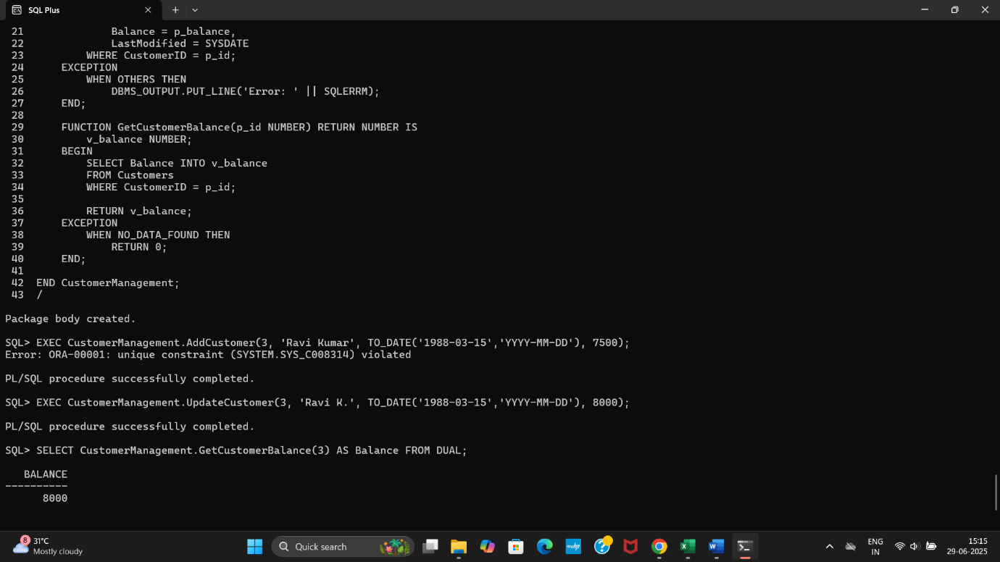 SQL Plus
21              Balance = p_balance,
22              LastModified = SYSDATE
23          WHERE CustomerID = p_id;
24      EXCEPTION
25          WHEN OTHERS THEN
26              DBMS_OUTPUT.PUT_LINE('Error: ' || SQLERRM);
27      END;
28
29      FUNCTION GetCustomerBalance(p_id NUMBER) RETURN NUMBER IS
30          v_balance NUMBER;
31      BEGIN
32          SELECT Balance INTO v_balance
33          FROM Customers
34          WHERE CustomerID = p_id;
35
36          RETURN v_balance;
37      EXCEPTION
38          WHEN NO_DATA_FOUND THEN
39              RETURN 0;
40      END;
41
42  END CustomerManagement;
43  /
Package body created.
SQL> EXEC CustomerManagement.AddCustomer(3, 'Ravi Kumar', TO_DATE('1988-03-15','YYYY-MM-DD'), 7500);
Error: ORA-00001: unique constraint (SYSTEM.SYS_C008314) violated
PL/SQL procedure successfully completed.
SQL> EXEC CustomerManagement.UpdateCustomer(3, 'Ravi K.', TO_DATE('1988-03-15','YYYY-MM-DD'), 8000);
PL/SQL procedure successfully completed.
SQL> SELECT CustomerManagement.GetCustomerBalance(3) AS Balance FROM DUAL;
BALANCE
----------
8000
8
31°C
Mostly cloudy
Quick search
myhp
ENG
IN
15:15
29-06-2025